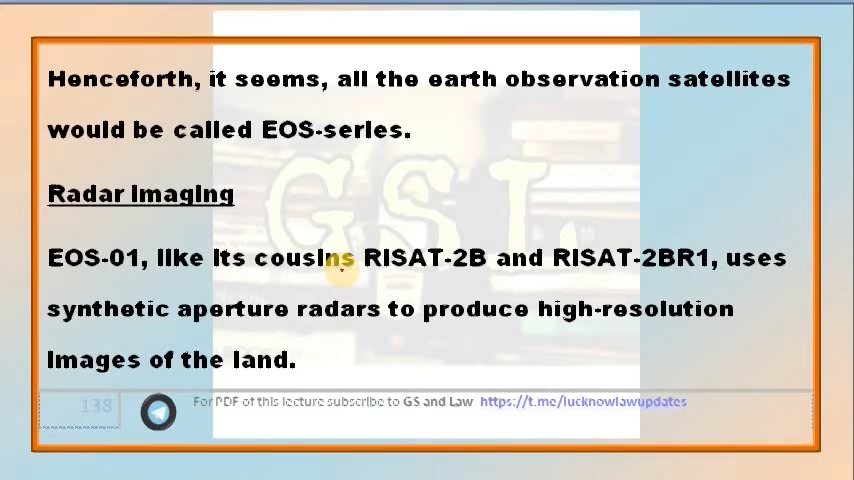 Henceforth, it seems, all the earth observation satellites
would be called EOS-series.
Radar imaging
EOS-01, like its cousins RISAT-2B and RISAT-2BR1, uses
synthetic aperture radars to produce high-resolution
images of the land.
GSL
138
For PDF of this lecture subscribe to GS and Law https://t.me/lucknowlawupdates